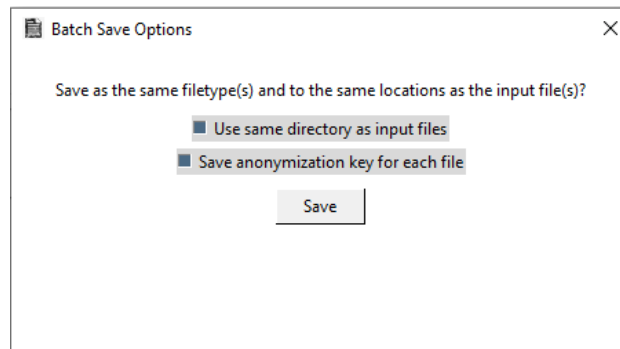 Batch Save Options
Save as the same filetype(s) and to the same locations as the input file(s)?
Use same directory as input files
Save anonymization key for each file
Save